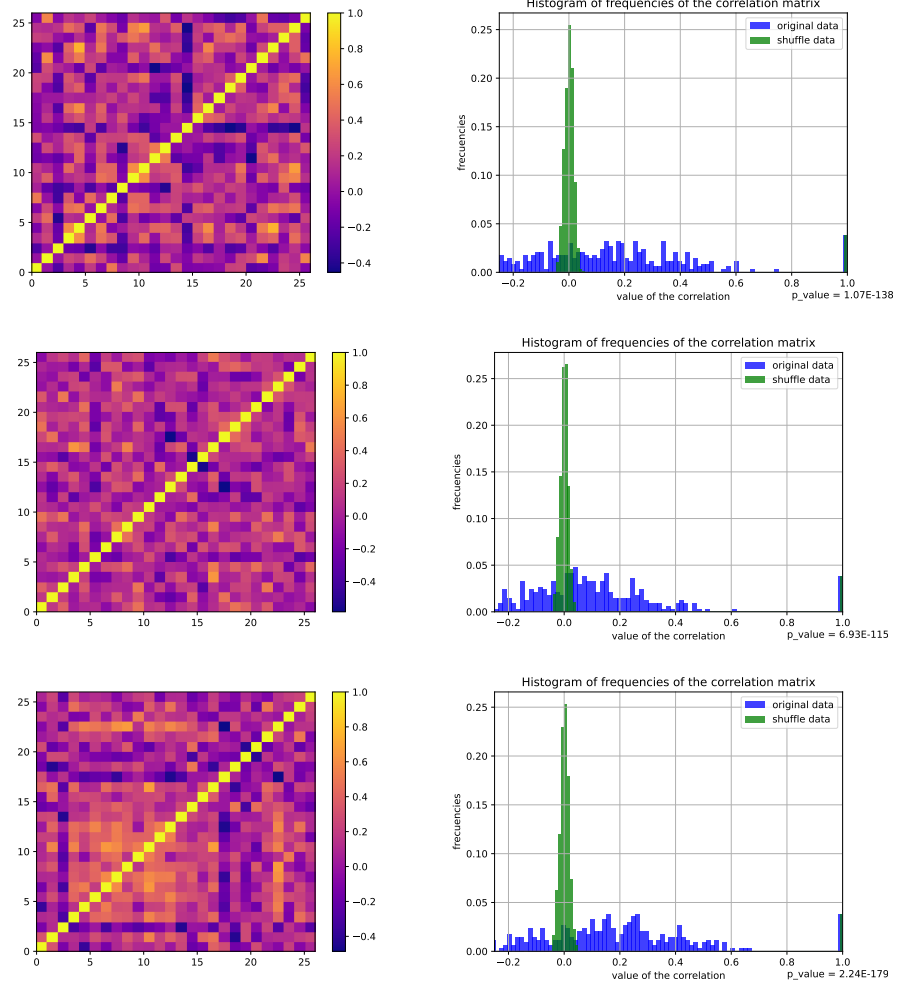 Histogram of frequencies of the correlation matrix
original data
shuffle data
1.0
0.8
0.6
0.4
0.2
0.0
−0.2
−0.4
25
20
15
10
5
0
0 5 10 15 20 25
frecuencies
0.25
0.20
0.15
0.10
0.05
0.00
−0.2 0.0 0.2 0.4 0.6 0.8 1.0
value of the correlation
p_value = 1.07E-138
Histogram of frequencies of the correlation matrix
original data
shuffle data
1.0
0.8
0.6
0.4
0.2
0.0
−0.2
−0.4
25
20
15
10
5
0
0 5 10 15 20 25
frecuencies
0.25
0.20
0.15
0.10
0.05
0.00
−0.2 0.0 0.2 0.4 0.6 0.8 1.0
value of the correlation
p_value = 6.93E-115
Histogram of frequencies of the correlation matrix
original data
shuffle data
1.0
0.8
0.6
0.4
0.2
0.0
−0.2
−0.4
25
20
15
10
5
0
0 5 10 15 20 25
frecuencies
0.25
0.20
0.15
0.10
0.05
0.00
−0.2 0.0 0.2 0.4 0.6 0.8 1.0
value of the correlation
p_value = 2.24E-179